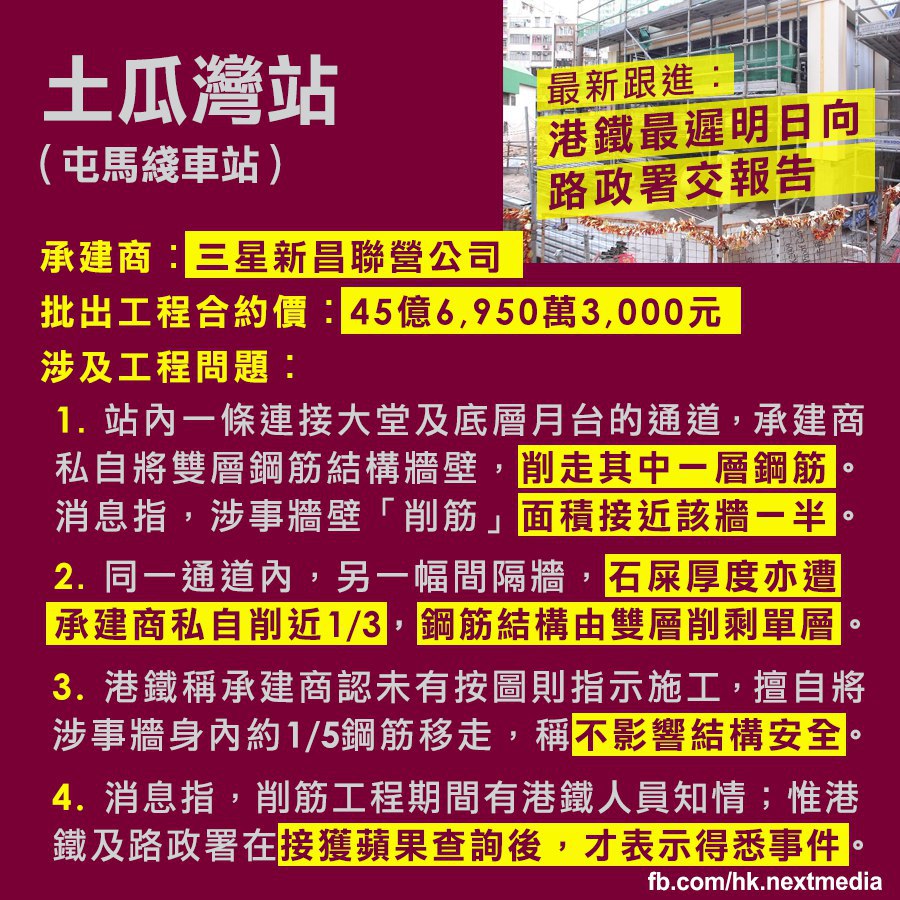 土瓜灣站
（屯馬綫車站）
最新跟進：
港鐵最遲明日向
路政署交報告
承建商：三星新昌聯營公司
批出工程合約價：45億6,950萬3,000元
涉及工程問題：
1. 站內一條連接大堂及底層月台的通道，承建商
私自將雙層鋼筋結構牆壁，削走其中一層鋼筋。
消息指，涉事牆壁「削筋」面積接近該牆一半。
2. 同一通道內，另一幅間隔牆，石屎厚度亦遭
承建商私自削近1/3，鋼筋結構由雙層削剩單層。
3. 港鐵稱承建商認未有按圖則指示施工，擅自將
涉事牆身內約1/5鋼筋移走，稱不影響結構安全。
4. 消息指，削筋工程期間有港鐵人員知情；惟港
鐵及路政署在接獲蘋果查詢後，才表示得悉事件。
fb.com/hk.nextmedia